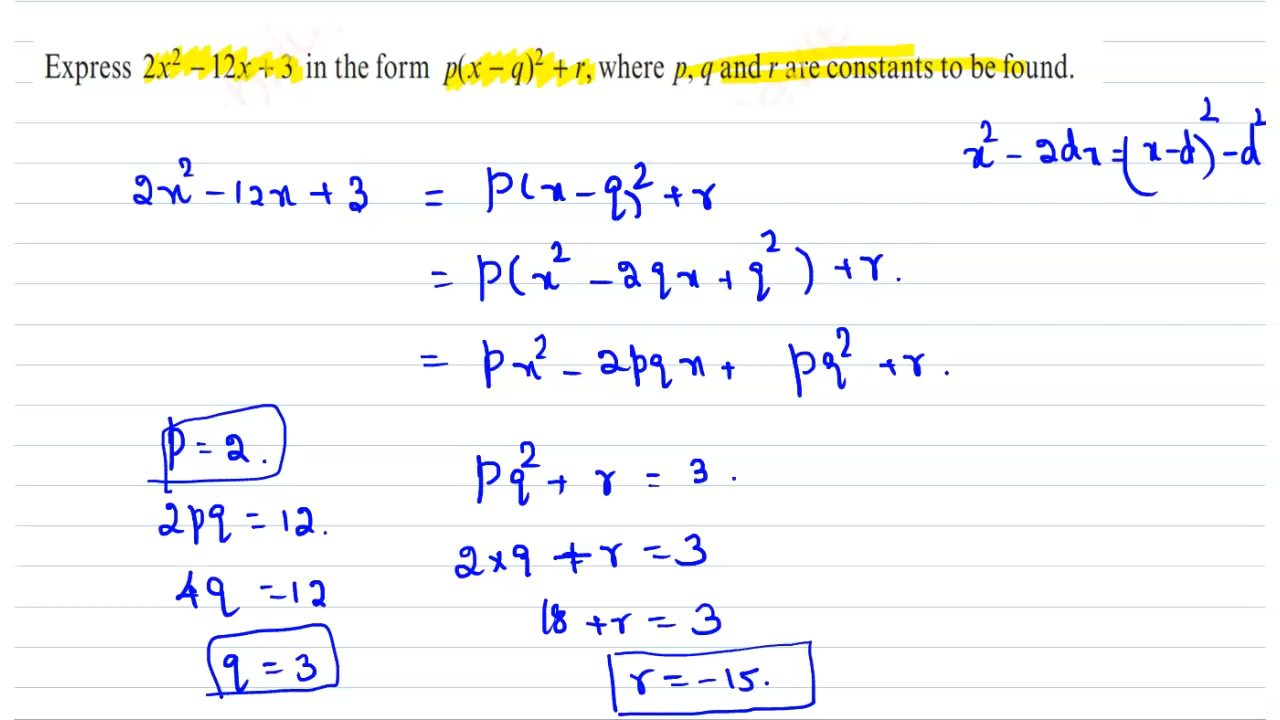 Express 2x² − 12x + 3 in the form p(x − q)² + r, where p, q and r are constants to be found.
x² - 2dx = (x-d)² - d²
2x² - 12x + 3 = p(x - q)² + r
= p(x² - 2qx + q²) + r.
= px² - 2pqx + pq² + r.
p = 2.
2pq = 12.
4q = 12
q = 3
pq² + r = 3.
2×9 + r = 3
18 + r = 3
r = -15.